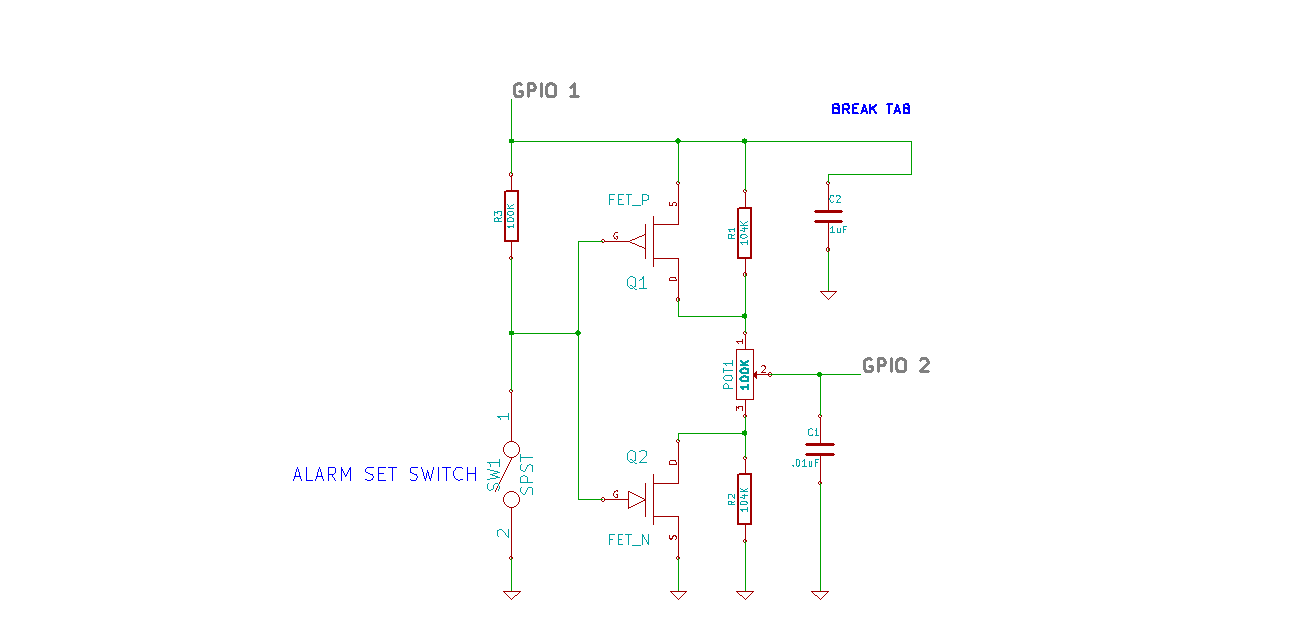 GPIO 1
BREAK TAB
FET_P
S
C2
1uF
R3
100K
G
R1
104K
Q1
D
1
POT1
100K
2
GPIO 2
3
1
C1
.01uF
Q2
D
ALARM SET SWITCH
SW1
SPST
G
R2
104K
2
FET_N
S